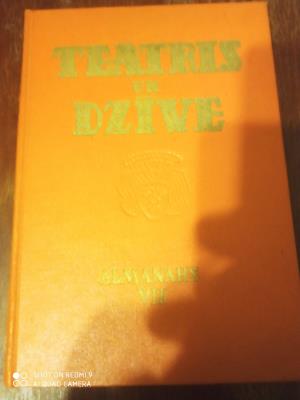 TEATRIS
UN
DZĪVE
ALMANAHS
VII
SHOT ON REDMI 9
AI QUAD CAMERA